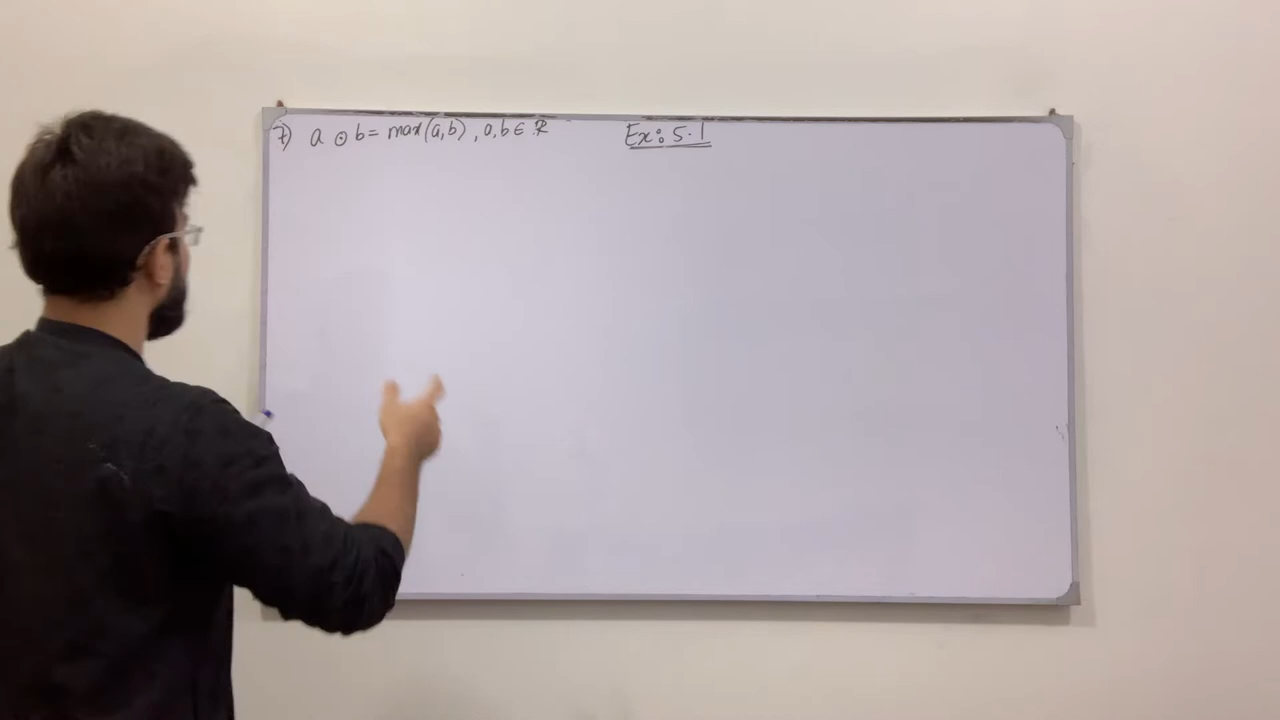 7) a ⊙ b = max(a,b) , a,b ∈ ℝ
Ex: 5.1